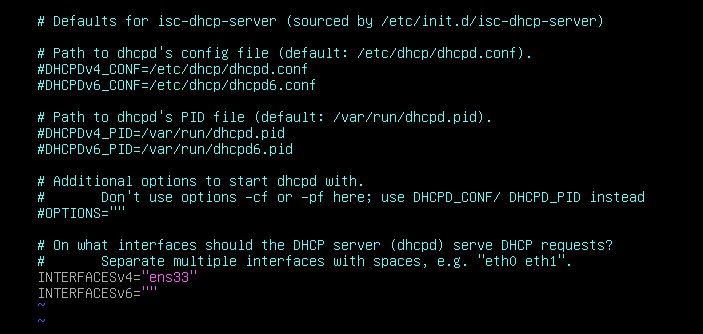 # Defaults for isc-dhcp-server (sourced by /etc/init.d/isc-dhcp-server)
# Path to dhcpd's config file (default: /etc/dhcp/dhcpd.conf).
#DHCPDv4_CONF=/etc/dhcp/dhcpd.conf
#DHCPDv6_CONF=/etc/dhcp/dhcpd6.conf
# Path to dhcpd's PID file (default: /var/run/dhcpd.pid).
#DHCPDv4_PID=/var/run/dhcpd.pid
#DHCPDv6_PID=/var/run/dhcpd6.pid
# Additional options to start dhcpd with.
#       Don't use options -cf or -pf here; use DHCPD_CONF/ DHCPD_PID instead
#OPTIONS=""
# On what interfaces should the DHCP server (dhcpd) serve DHCP requests?
#       Separate multiple interfaces with spaces, e.g. "eth0 eth1".
INTERFACESv4="ens33"
INTERFACESv6=""
~
~